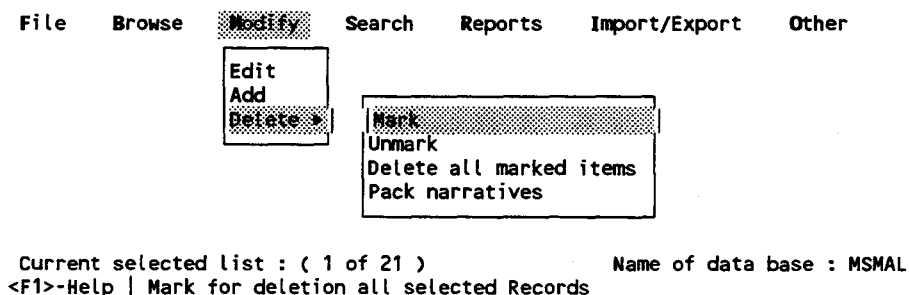 File Browse Modify Search Reports Import/Export Other
Edit
Add
Delete ►
Mark
Unmark
Delete all marked items
Pack narratives
Current selected list : ( 1 of 21 ) Name of data base : MSMAL
<F1>-Help | Mark for deletion all selected Records